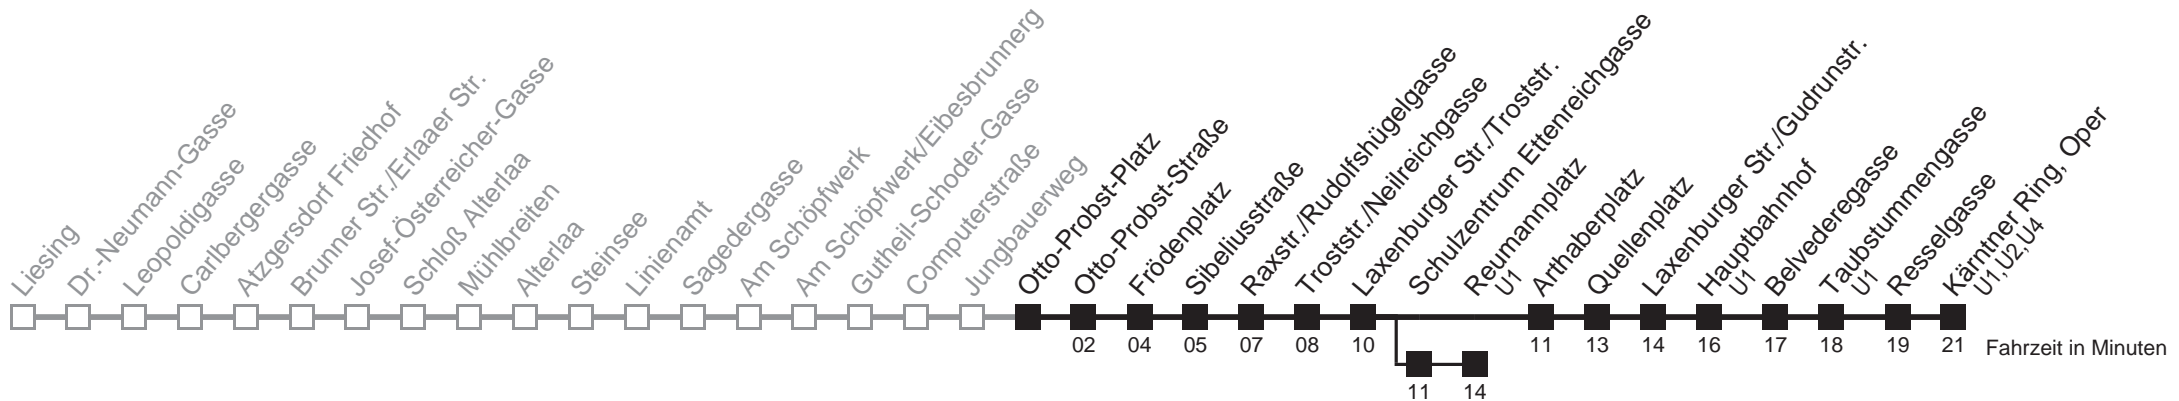 Liesing
Dr.-Neumann-Gasse
Leopoldigasse
Carlbergergasse
Atzgersdorf Friedhof
Brunner Str./Erlaaer Str.
Josef-Österreicher-Gasse
Schloß Alterlaa
Mühlbreiten
Alterlaa
Steinsee
Linienamt
Sagedergasse
Am Schöpfwerk
Am Schöpfwerk/Eibesbrunnerg
Gutheil-Schoder-Gasse
Computerstraße
Jungbauerweg
Otto-Probst-Platz
Otto-Probst-Straße
Frödenplatz
Sibeliusstraße
Raxstr./Rudolfshügelgasse
Troststr./Neilreichgasse
Laxenburger Str./Troststr.
Schulzentrum Ettenreichgasse
Reumannplatz
U1
Arthaberplatz
Quellenplatz
Laxenburger Str./Gudrunstr.
Hauptbahnhof
U1
Belvederegasse
Taubstummengasse
U1
Resselgasse
Kärntner Ring, Oper
U1,U2,U4
02 04 05 07 08 10 11 13 14 16 17 18 19 21 Fahrzeit in Minuten
11 14